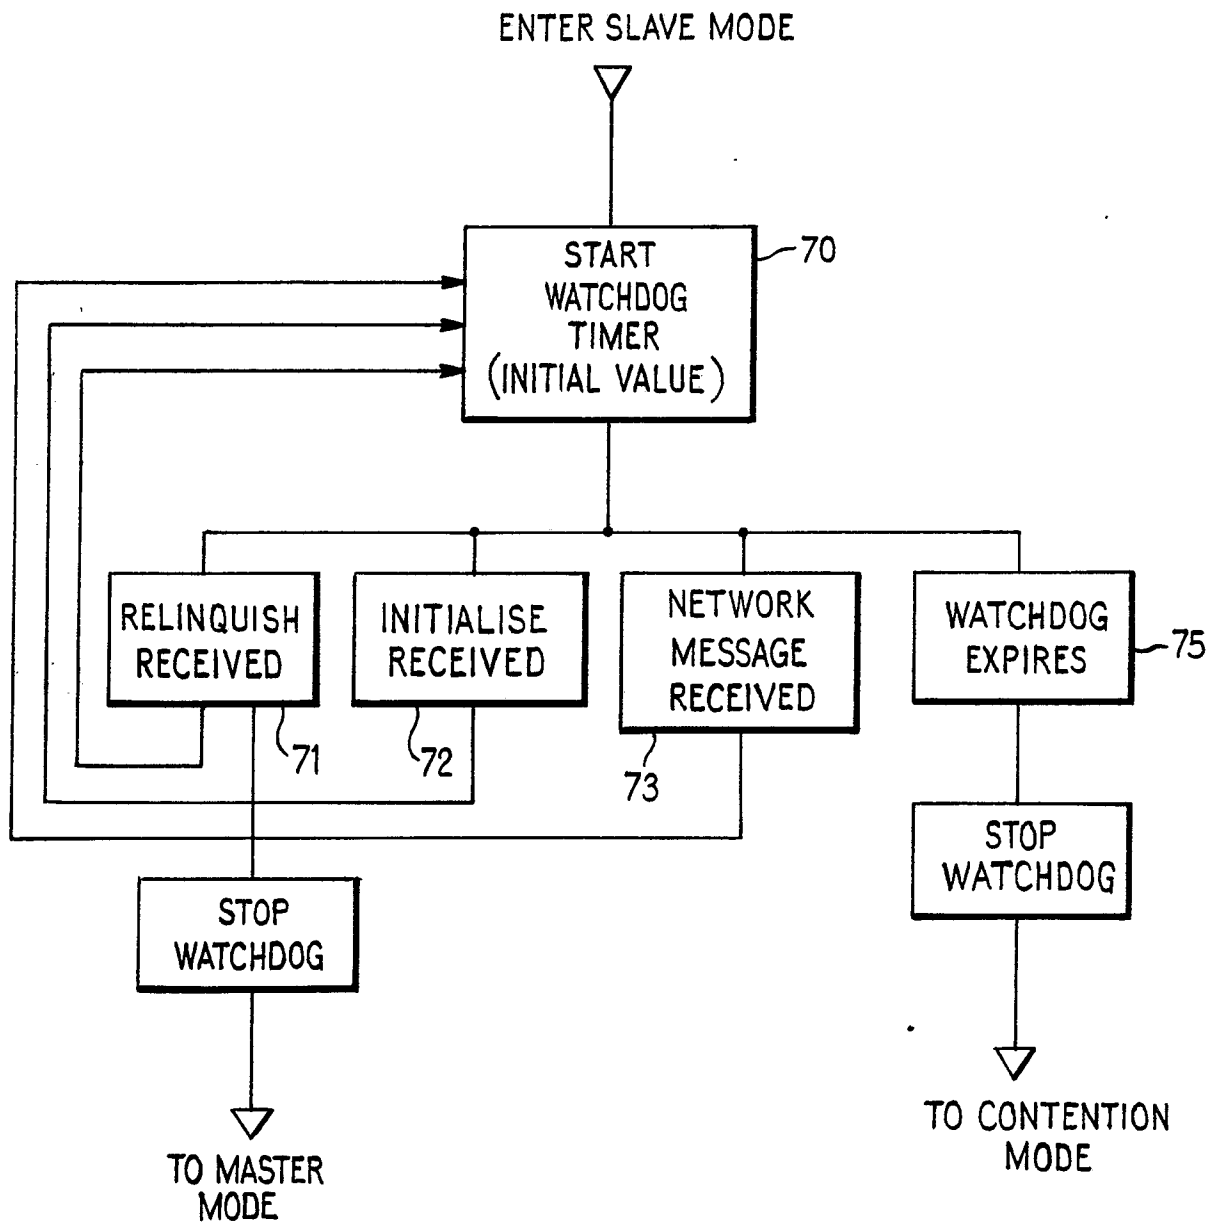 ENTER SLAVE MODE
START
WATCHDOG
TIMER
(INITIAL VALUE)
70
RELINQUISH
RECEIVED
71
INITIALISE
RECEIVED
72
NETWORK
MESSAGE
RECEIVED
73
WATCHDOG
EXPIRES
75
STOP
WATCHDOG
STOP
WATCHDOG
TO MASTER
MODE
TO CONTENTION
MODE